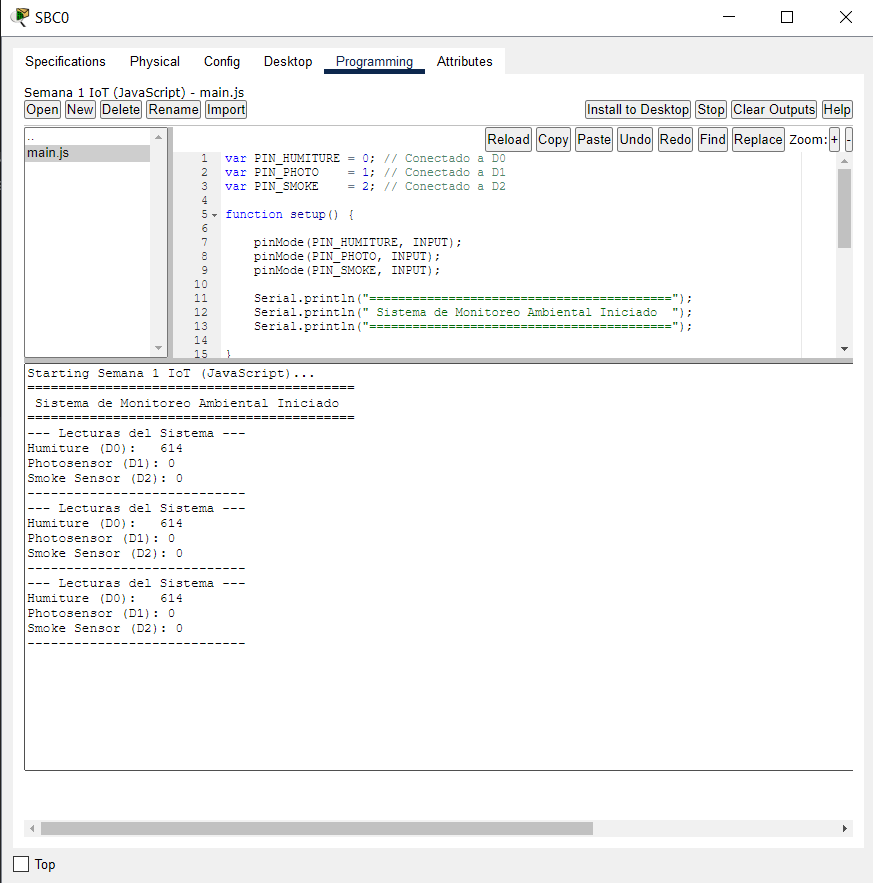 SBC0
Specifications Physical Config Desktop Programming Attributes
Semana 1 IoT (JavaScript) - main.js
Open New Delete Rename Import Install to Desktop Stop Clear Outputs Help
Reload Copy Paste Undo Redo Find Replace Zoom: + -
..
main.js
1 var PIN_HUMITURE = 0; // Conectado a D0
2 var PIN_PHOTO    = 1; // Conectado a D1
3 var PIN_SMOKE    = 2; // Conectado a D2
4
5 function setup() {
6
7     pinMode(PIN_HUMITURE, INPUT);
8     pinMode(PIN_PHOTO, INPUT);
9     pinMode(PIN_SMOKE, INPUT);
10
11     Serial.println("==========================================");
12     Serial.println(" Sistema de Monitoreo Ambiental Iniciado  ");
13     Serial.println("==========================================");
14
15 }
Starting Semana 1 IoT (JavaScript)...
==========================================
 Sistema de Monitoreo Ambiental Iniciado
==========================================
--- Lecturas del Sistema ---
Humiture (D0):   614
Photosensor (D1): 0
Smoke Sensor (D2): 0
----------------------------
--- Lecturas del Sistema ---
Humiture (D0):   614
Photosensor (D1): 0
Smoke Sensor (D2): 0
----------------------------
--- Lecturas del Sistema ---
Humiture (D0):   614
Photosensor (D1): 0
Smoke Sensor (D2): 0
----------------------------
Top